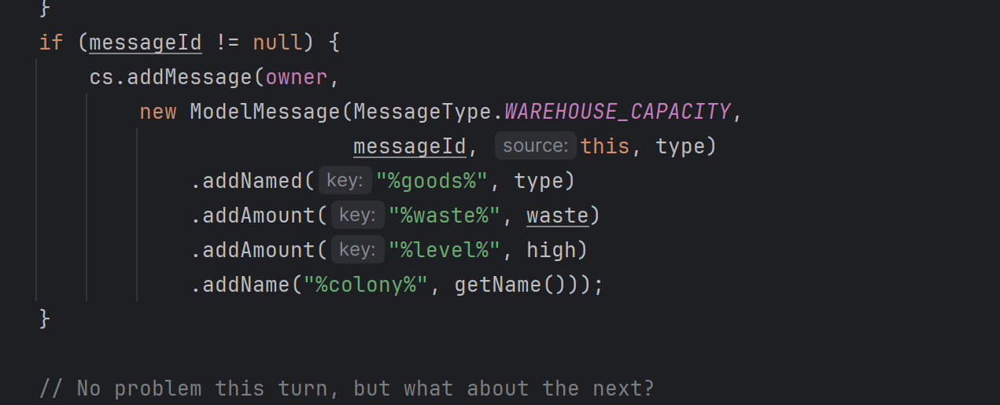 }
if (messageId != null) {
cs.addMessage(owner,
new ModelMessage(MessageType.WAREHOUSE_CAPACITY,
messageId, source: this, type)
.addNamed( key: "%goods%", type)
.addAmount( key: "%waste%", waste)
.addAmount( key: "%level%", high)
.addName("%colony%", getName()));
}
// No problem this turn, but what about the next?